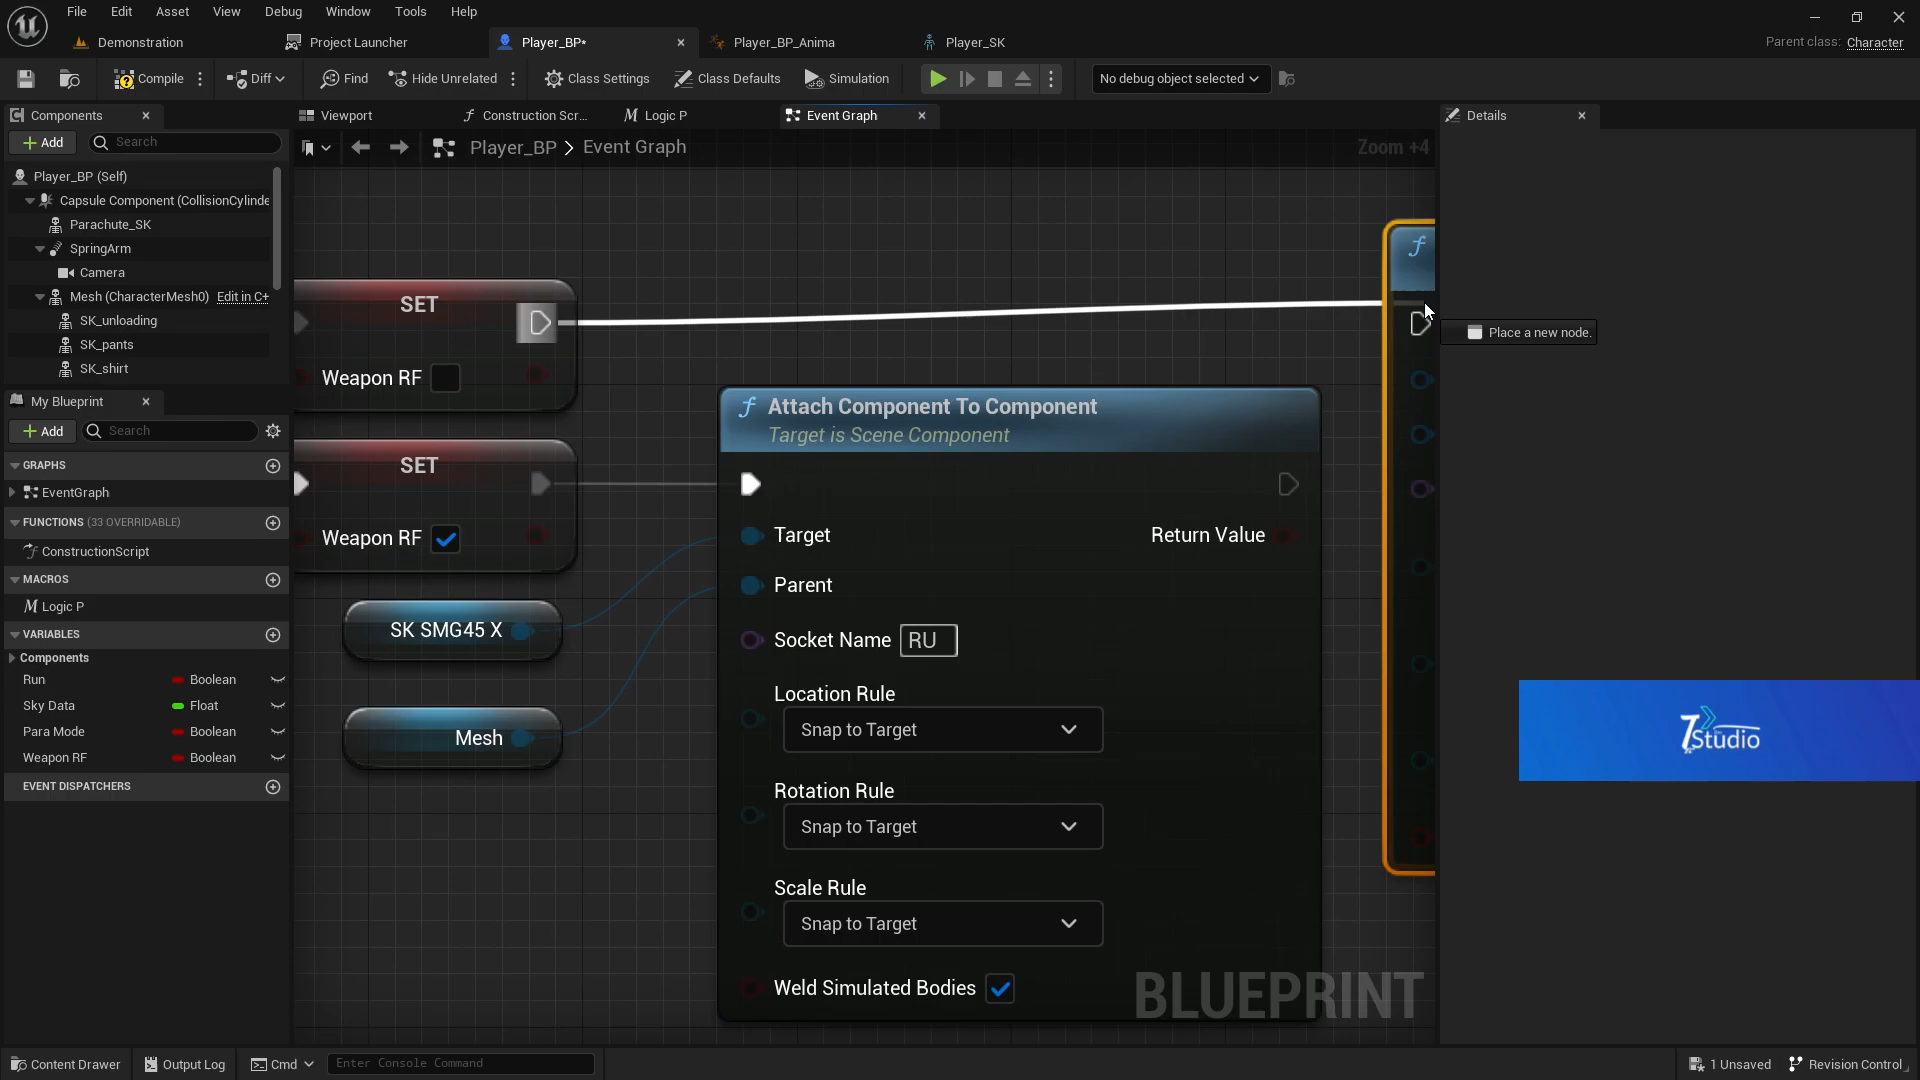 File Edit Asset View Debug Window Tools Help
Demonstration Project Launcher Player_BP* Player_BP_Anima Player_SK
Parent class: Character
Compile Diff Find Hide Unrelated Class Settings Class Defaults Simulation No debug object selected
Components Viewport Construction Scr... Logic P Event Graph Details
Add Search
Player_BP > Event Graph Zoom +4
Player_BP (Self)
Capsule Component (CollisionCylinde
Parachute_SK
SpringArm
Camera
Mesh (CharacterMesh0) Edit in C+
SK_unloading
SK_pants
SK_shirt
My Blueprint
Add Search
GRAPHS
EventGraph
FUNCTIONS (33 OVERRIDABLE)
ConstructionScript
MACROS
Logic P
VARIABLES
Components
Run Boolean
Sky Data Float
Para Mode Boolean
Weapon RF Boolean
EVENT DISPATCHERS
SET
Weapon RF
SET
Weapon RF
SK SMG45 X
Mesh
Attach Component To Component
Target is Scene Component
Target Return Value
Parent
Socket Name RU
Location Rule
Snap to Target
Rotation Rule
Snap to Target
Scale Rule
Snap to Target
Weld Simulated Bodies
BLUEPRINT
f
Place a new node.
7Studio
Content Drawer Output Log Cmd Enter Console Command 1 Unsaved Revision Control